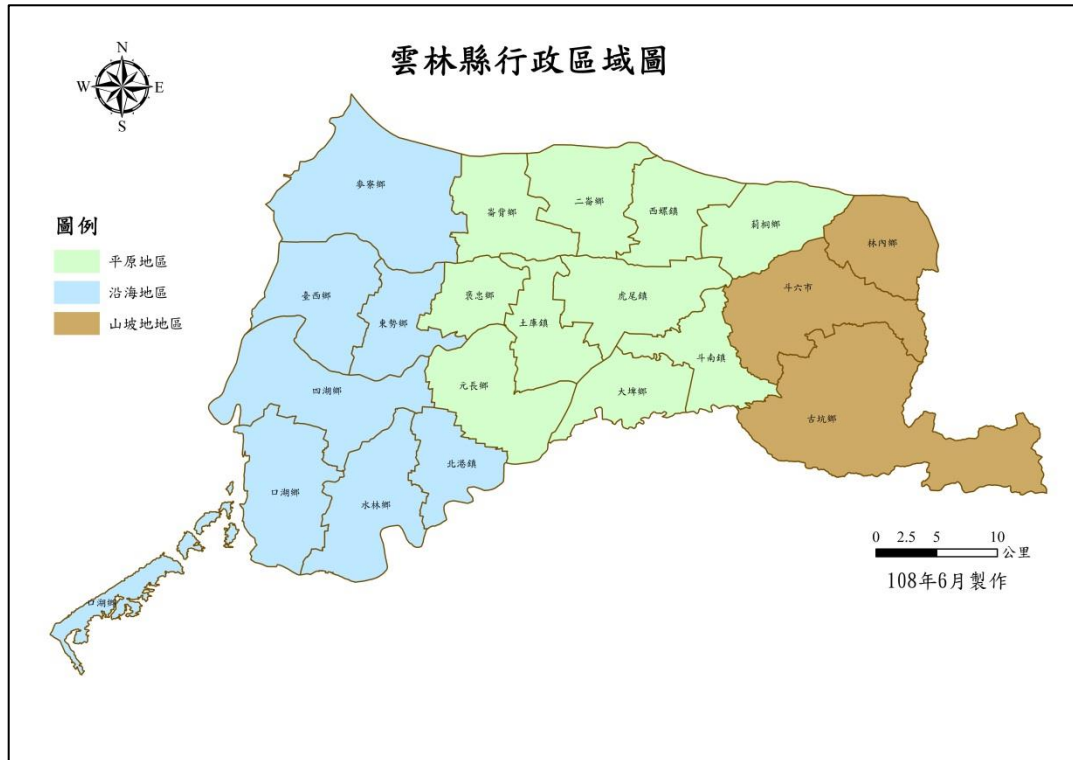 雲林縣行政區域圖
N
W
E
S
圖例
平原地區
沿海地區
山坡地地區
麥寮鄉
崙背鄉
二崙鄉
西螺鎮
莿桐鄉
林內鄉
臺西鄉
東勢鄉
褒忠鄉
土庫鎮
虎尾鎮
斗六市
斗南鎮
四湖鄉
元長鄉
大埤鄉
古坑鄉
北港鎮
口湖鄉
水林鄉
口湖鄉
0 2.5 5 10
公里
108年6月製作